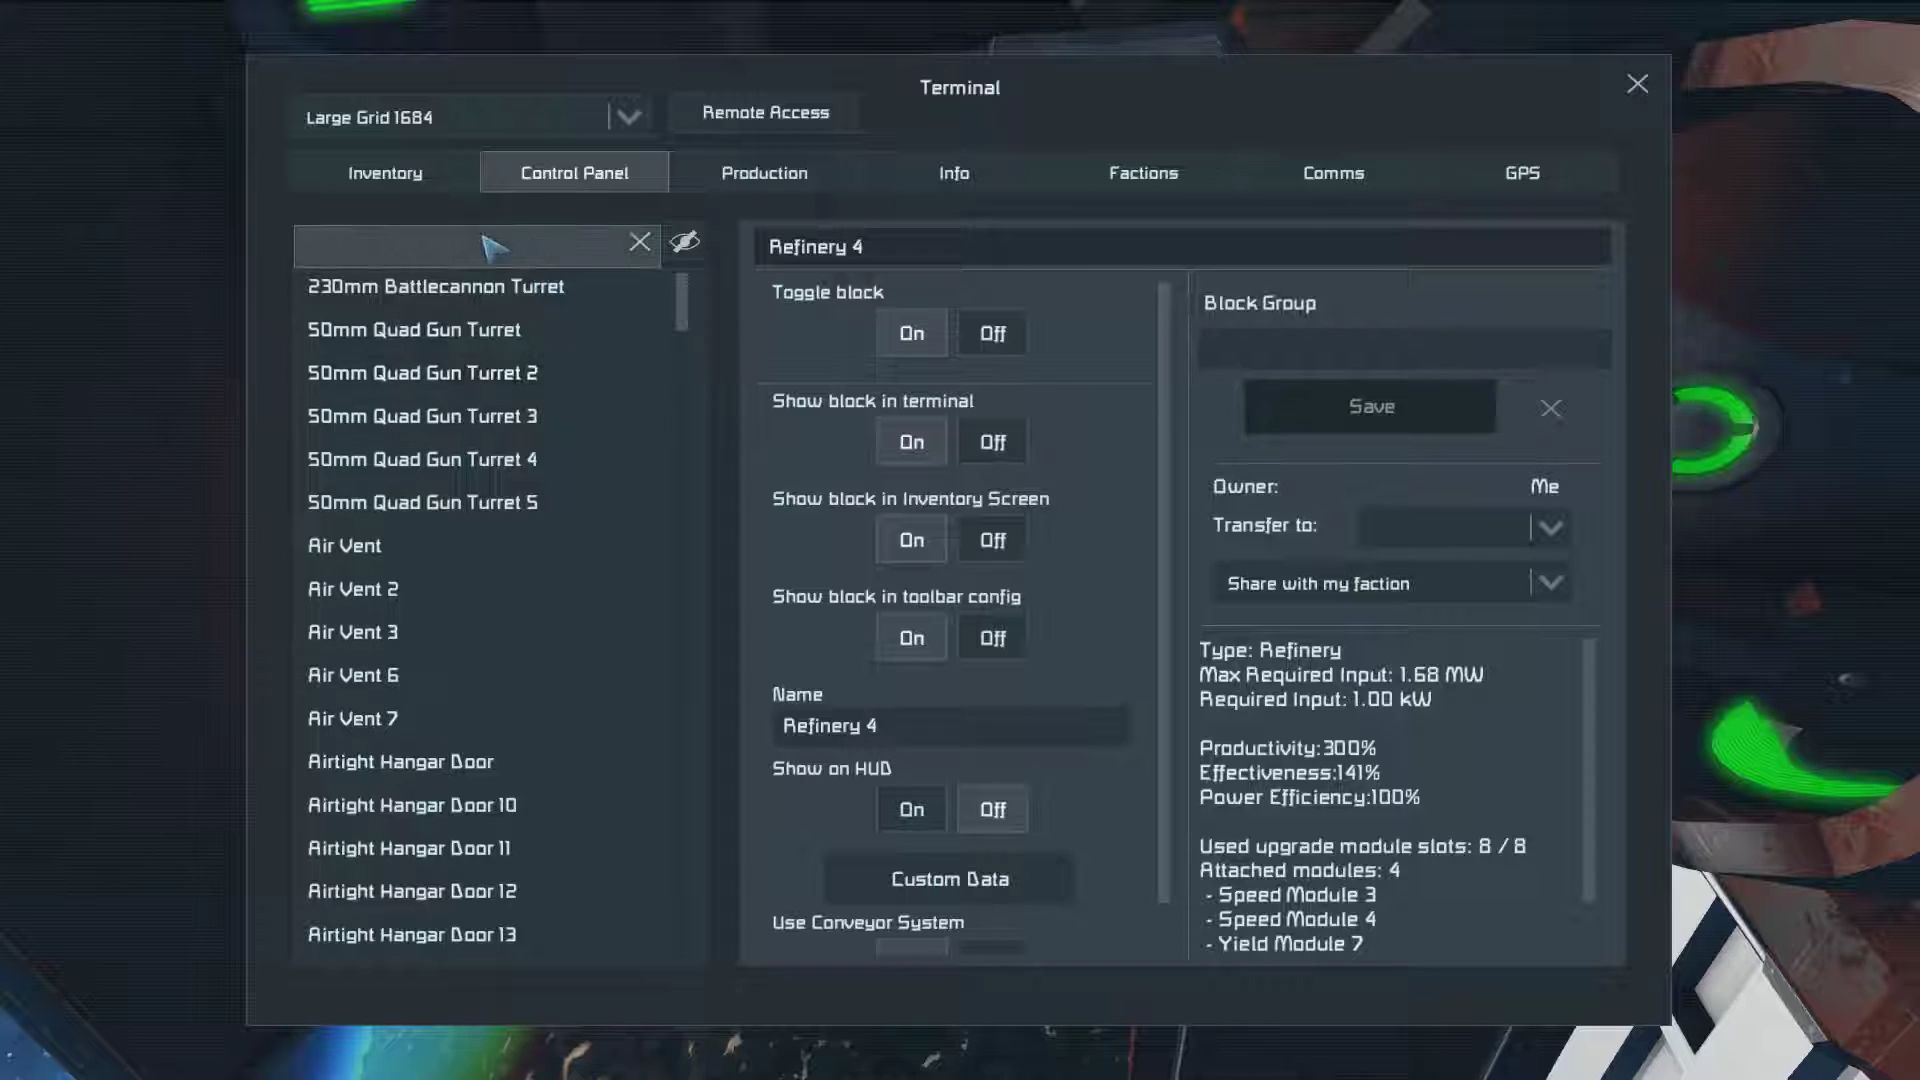 Terminal
Large Grid 1684
Remote Access
Inventory
Control Panel
Production
Info
Factions
Comms
GPS
230mm Battlecannon Turret
50mm Quad Gun Turret
50mm Quad Gun Turret 2
50mm Quad Gun Turret 3
50mm Quad Gun Turret 4
50mm Quad Gun Turret 5
Air Vent
Air Vent 2
Air Vent 3
Air Vent 6
Air Vent 7
Airtight Hangar Door
Airtight Hangar Door 10
Airtight Hangar Door 11
Airtight Hangar Door 12
Airtight Hangar Door 13
Refinery 4
Toggle block
On Off
Show block in terminal
On Off
Show block in Inventory Screen
On Off
Show block in toolbar config
On Off
Name
Refinery 4
Show on HUD
On Off
Custom Data
Use Conveyor System
Block Group
Save
Owner: Me
Transfer to:
Share with my faction
Type: Refinery
Max Required Input: 1.68 MW
Required Input: 1.00 kW
Productivity:300%
Effectiveness:141%
Power Efficiency:100%
Used upgrade module slots: 8 / 8
Attached modules: 4
- Speed Module 3
- Speed Module 4
- Yield Module 7